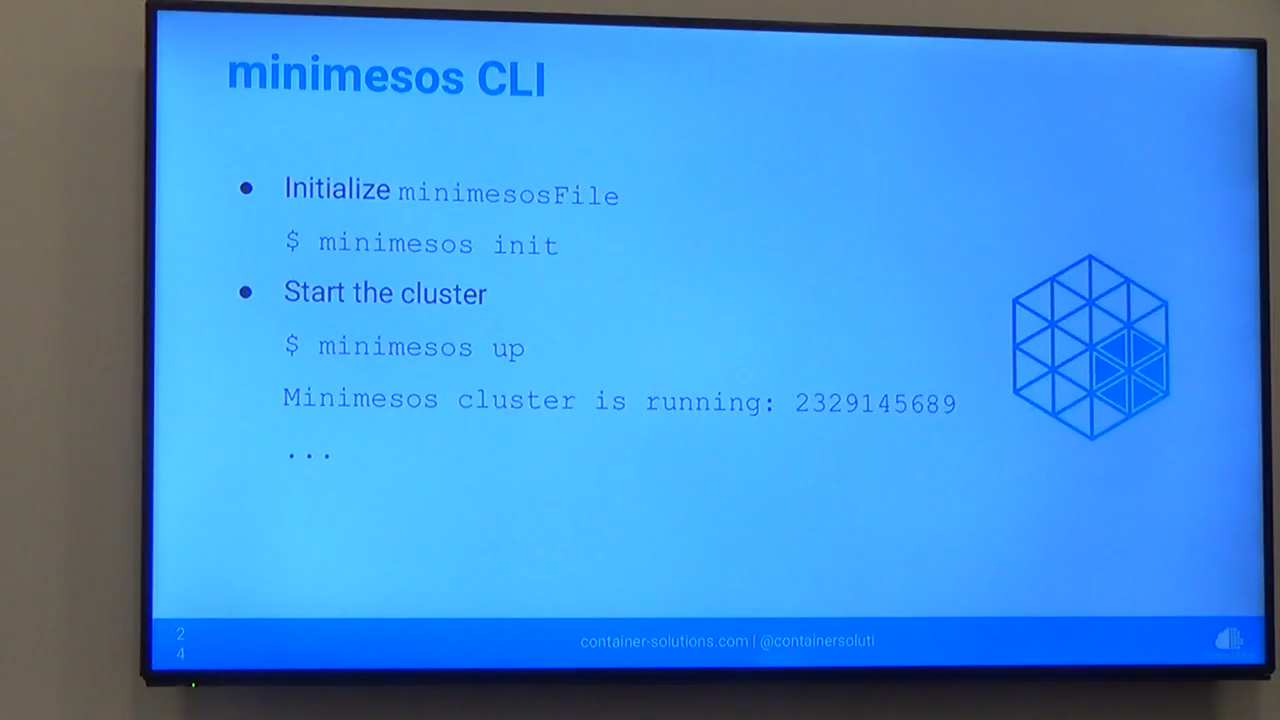 minimesos CLI
● Initialize minimesosFile
$ minimesos init
● Start the cluster
$ minimesos up
Minimesos cluster is running: 2329145689
...
2
4
container-solutions.com | @containersoluti